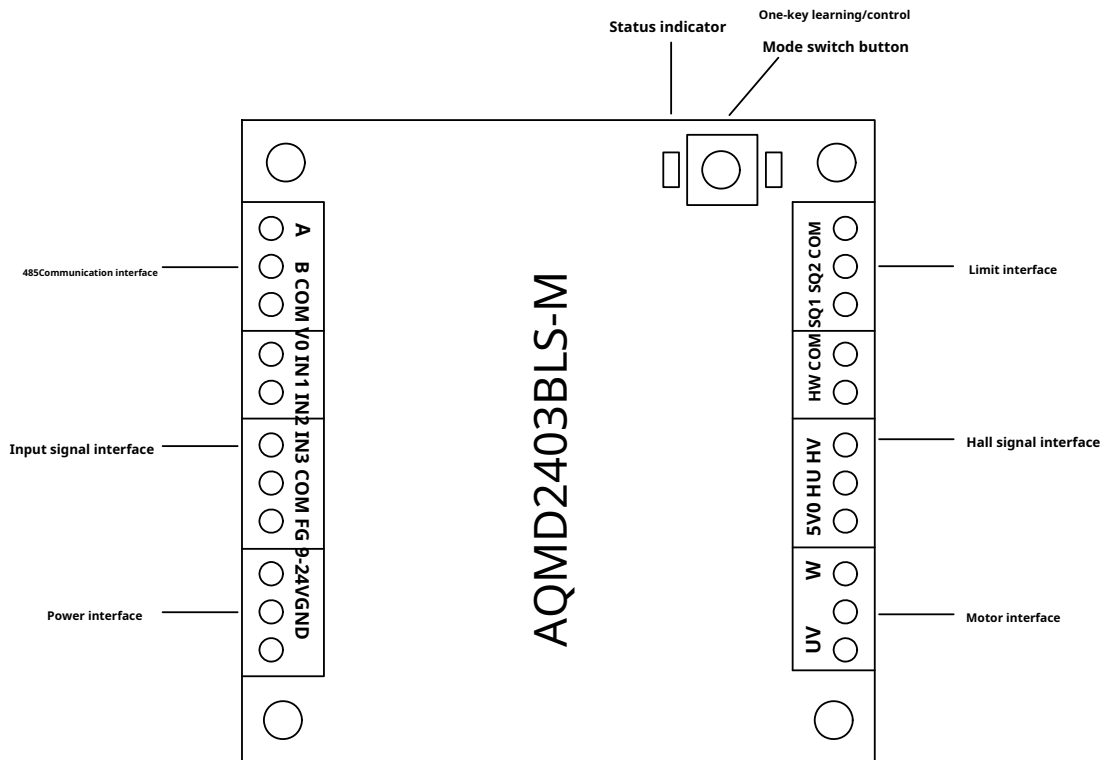 One-key learning/control
Status indicator
Mode switch button
A
B COM V0 IN1 IN2 IN3 COM FG 9-24VGND
485Communication interface
Input signal interface
Power interface
AQMD2403BLS-M
SQ1 SQ2 COM
HW COM
5V0 HU HV
W
UV
Limit interface
Hall signal interface
Motor interface